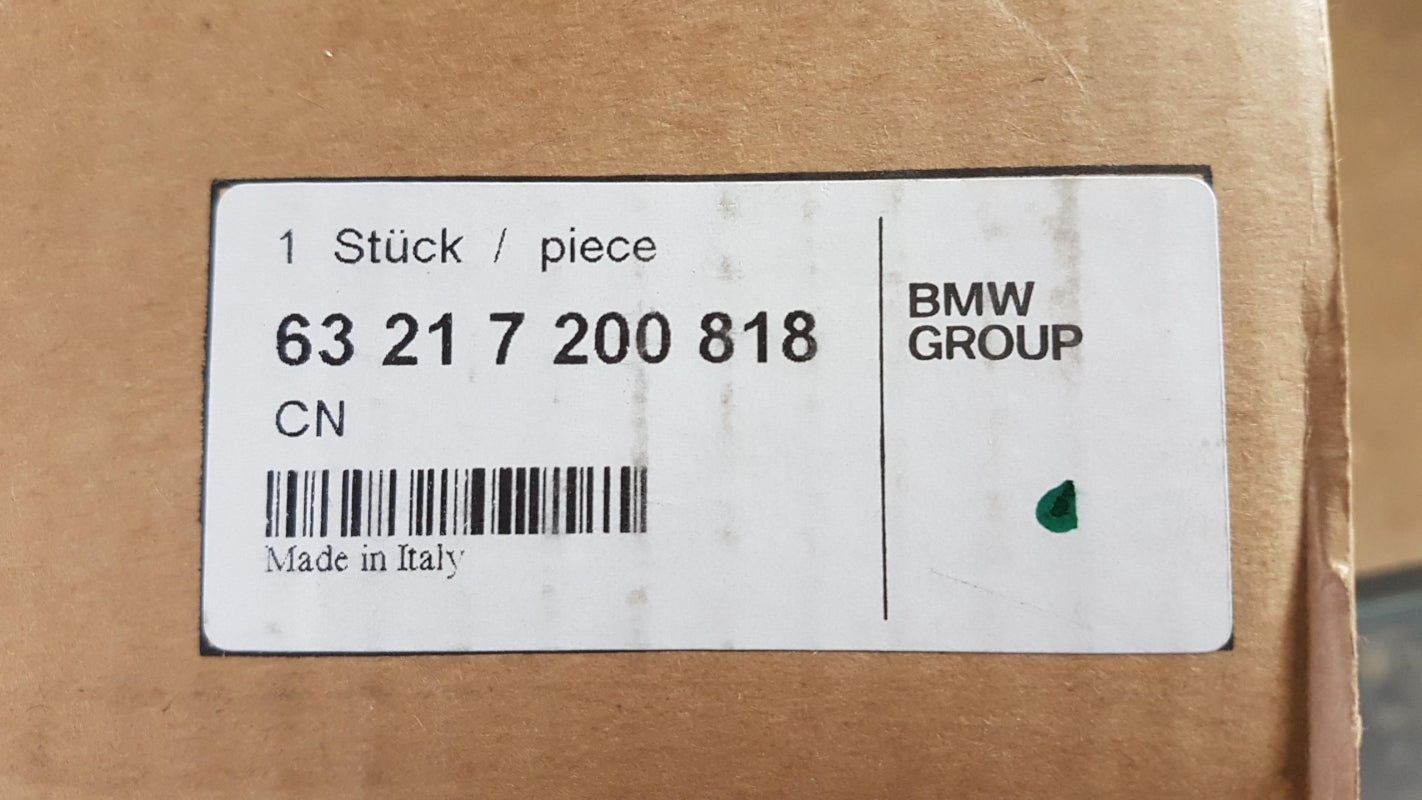 1 Stück / piece
63 21 7 200 818
CN
Made in Italy
BMW
GROUP